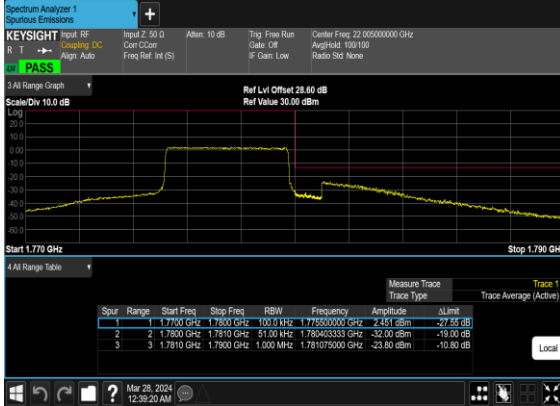 Spectrum Analyzer 1
Spurious Emissions
+
KEYSIGHT Input: RF Input Z: 50 Ω Atten: 10 dB Trig: Free Run Center Freq: 22.005000000 GHz
R T Coupling: DC Corr CCorr Gate: Off Avg|Hold: 100/100
Align: Auto Freq Ref: Int (S) IF Gain: Low Radio Std: None
LXI PASS
3 All Range Graph
Ref Lvl Offset 28.60 dB
Scale/Div 10.0 dB Ref Value 30.00 dBm
Log
20.0
10.0
0.00
-10.0
-20.0
-30.0
-40.0
-50.0
-60.0
Start 1.770 GHz Stop 1.790 GH
4 All Range Table
Measure Trace Trace 1
Trace Type Trace Average (Active)
Spur Range Start Freq Stop Freq RBW Frequency Amplitude ΔLimit
1 1 1.7700 GHz 1.7800 GHz 100.0 kHz 1.775500000 GHz 2.451 dBm -27.55 dB
2 2 1.7800 GHz 1.7810 GHz 51.00 kHz 1.780403333 GHz -32.00 dBm -19.00 dB
3 3 1.7810 GHz 1.7900 GHz 1.000 MHz 1.781075000 GHz -23.80 dBm -10.80 dB
Local
?
Mar 28, 2024
12:39:20 AM